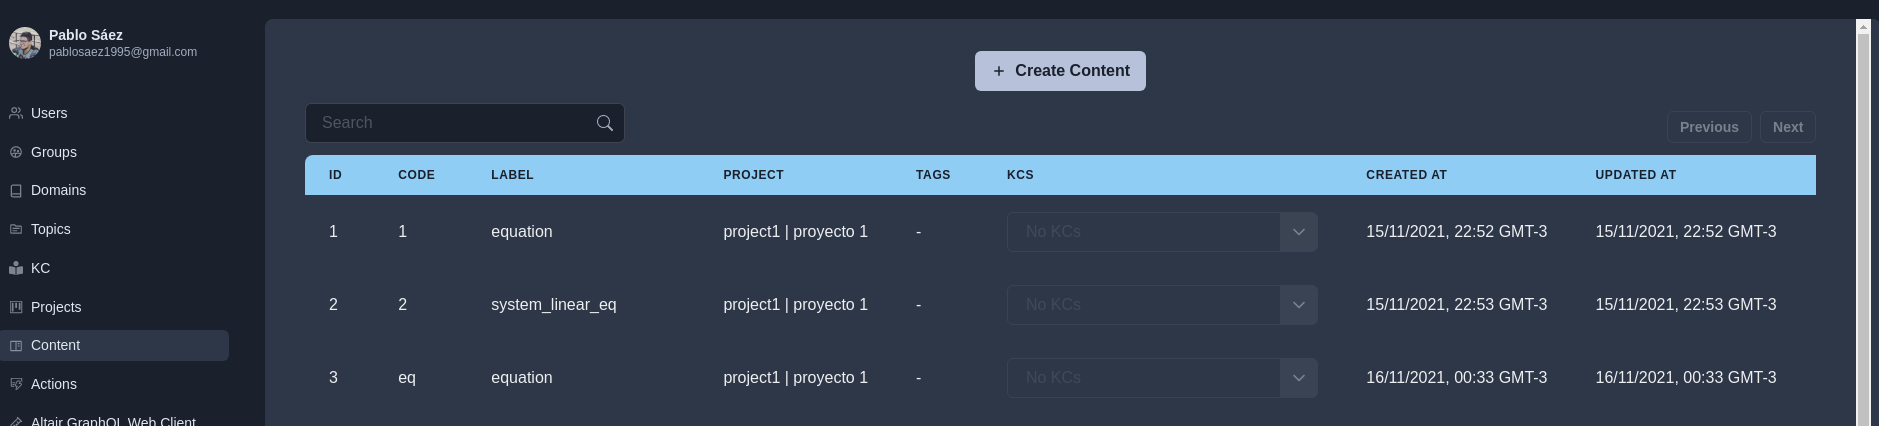 Pablo Sáez
pablosaez1995@gmail.com
Users
Groups
Domains
Topics
KC
Projects
Content
Actions
Altair GraphQL Web Client
+ Create Content
Search
Previous Next
ID CODE LABEL PROJECT TAGS KCS CREATED AT UPDATED AT
1 1 equation project1 | proyecto 1 - No KCs 15/11/2021, 22:52 GMT-3 15/11/2021, 22:52 GMT-3
2 2 system_linear_eq project1 | proyecto 1 - No KCs 15/11/2021, 22:53 GMT-3 15/11/2021, 22:53 GMT-3
3 eq equation project1 | proyecto 1 - No KCs 16/11/2021, 00:33 GMT-3 16/11/2021, 00:33 GMT-3